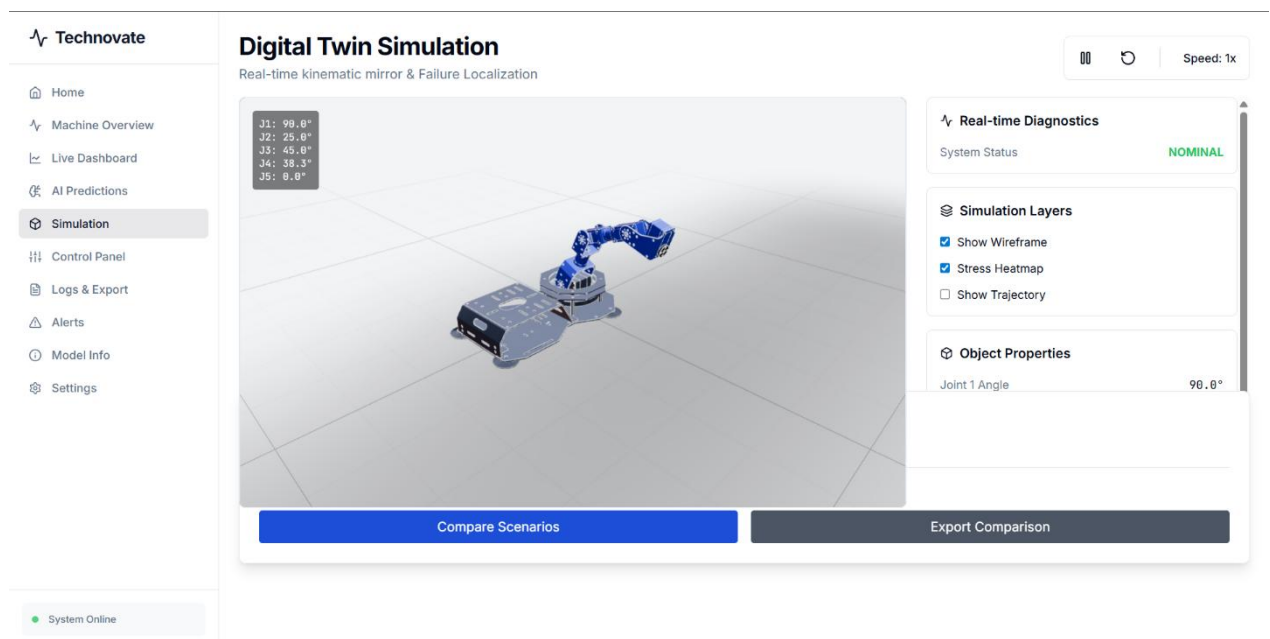 Technovate
Home
Machine Overview
Live Dashboard
AI Predictions
Simulation
Control Panel
Logs & Export
Alerts
Model Info
Settings
System Online
Digital Twin Simulation
Real-time kinematic mirror & Failure Localization
Speed: 1x
J1: 90.0°
J2: 25.0°
J3: 45.0°
J4: 38.3°
J5: 0.0°
Real-time Diagnostics
System Status NOMINAL
Simulation Layers
Show Wireframe
Stress Heatmap
Show Trajectory
Object Properties
Joint 1 Angle 90.0°
Compare Scenarios
Export Comparison